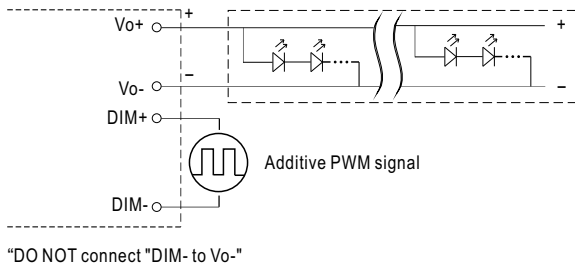 Vo+
+
+
Vo-
–
–
DIM+
Additive PWM signal
DIM-
“DO NOT connect "DIM- to Vo-"